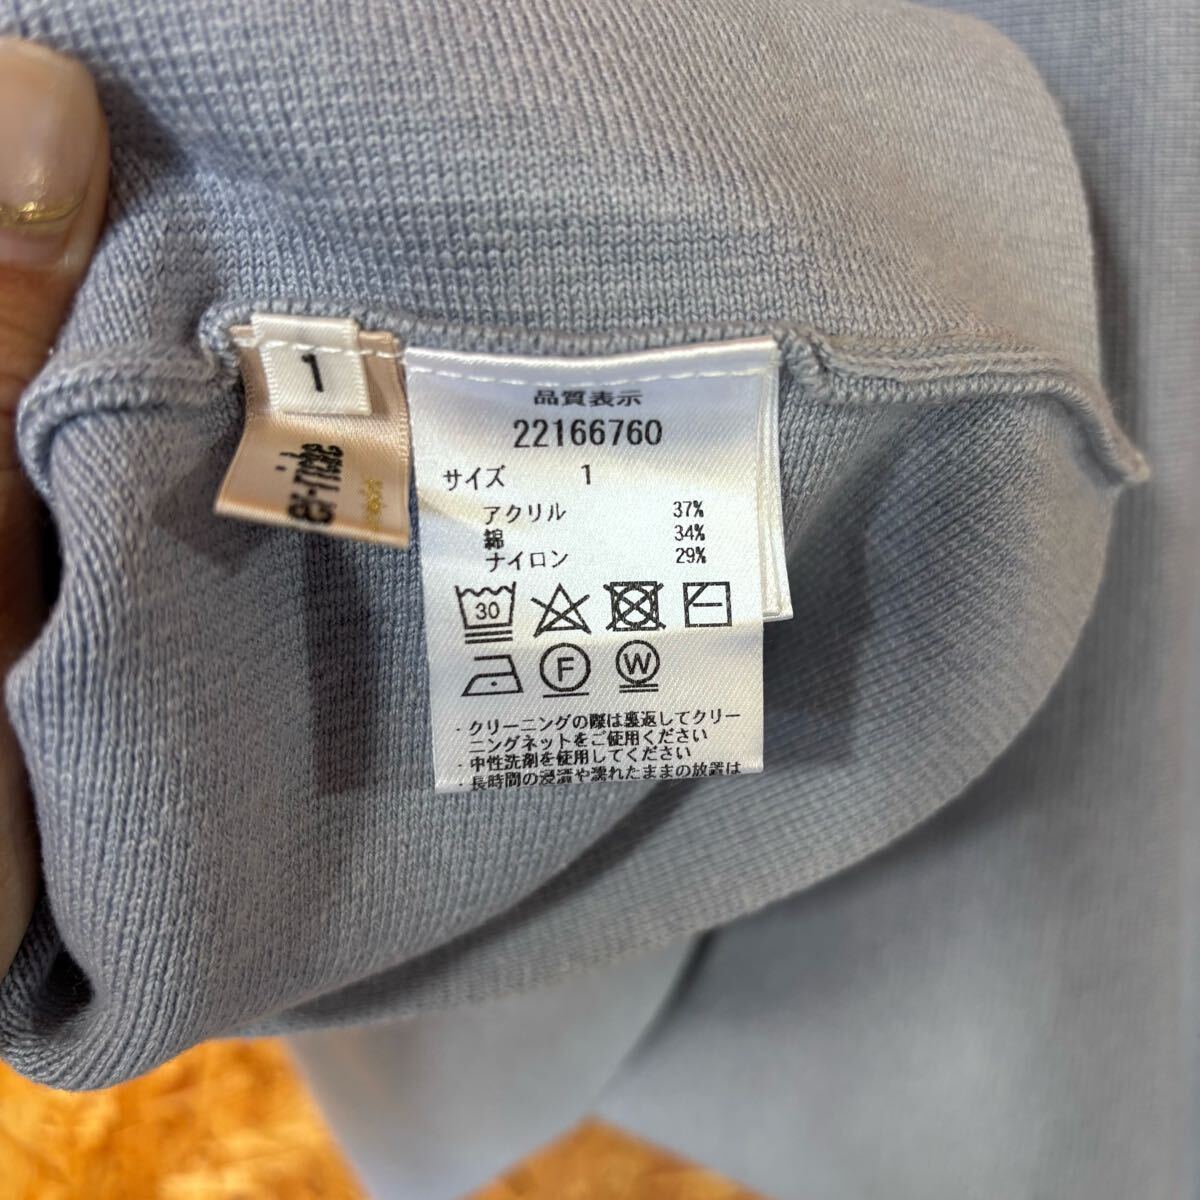 1
er-riche
品質表示
22166760
サイズ 1
アクリル 37%
綿 34%
ナイロン 29%
30
F W
・クリーニングの際は裏返してクリー
ニングネットをご使用ください
・中性洗剤を使用してください
・長時間の浸漬や濡れたままの放置は